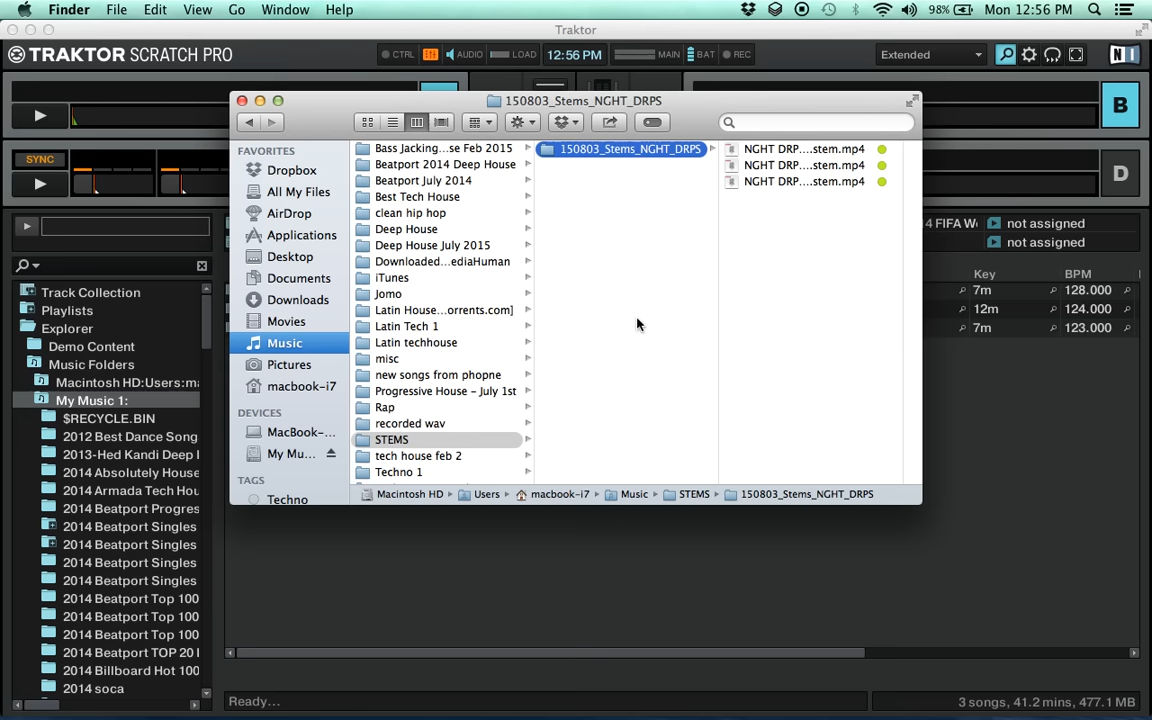 Finder File Edit View Go Window Help 98% Mon 12:56 PM
Traktor
TRAKTOR SCRATCH PRO CTRL AUDIO LOAD 12:56 PM MAIN BAT REC Extended NI
B
SYNC
D
150803_Stems_NGHT_DRPS
FAVORITES
Dropbox
All My Files
AirDrop
Applications
Desktop
Documents
Downloads
Movies
Music
Pictures
macbook-i7
DEVICES
MacBook-...
My Mu...
TAGS
Techno
Bass Jacking...se Feb 2015
Beatport 2014 Deep House
Beatport July 2014
Best Tech House
clean hip hop
Deep House
Deep House July 2015
Downloaded...ediaHuman
iTunes
Jomo
Latin House...orrents.com]
Latin Tech 1
Latin techhouse
misc
new songs from phopne
Progressive House - July 1st
Rap
recorded wav
STEMS
tech house feb 2
Techno 1
150803_Stems_NGHT_DRPS
NGHT DRP....stem.mp4
NGHT DRP....stem.mp4
NGHT DRP....stem.mp4
Macintosh HD Users macbook-i7 Music STEMS 150803_Stems_NGHT_DRPS
4 FIFA W not assigned
not assigned
Key BPM
7m 128.000
12m 124.000
7m 123.000
Track Collection
Playlists
Explorer
Demo Content
Music Folders
Macintosh HD:Users:ma
My Music 1:
$RECYCLE.BIN
2012 Best Dance Song
2013-Hed Kandi Deep
2014 Absolutely House
2014 Armada Tech Hou
2014 Beatport Progres
2014 Beatport Singles
2014 Beatport Singles
2014 Beatport Singles
2014 Beatport Singles
2014 Beatport Top 100
2014 Beatport Top 100
2014 Beatport Top 100
2014 Beatport TOP 20
2014 Billboard Hot 100
2014 soca
Ready...
3 songs, 41.2 mins, 477.1 MB